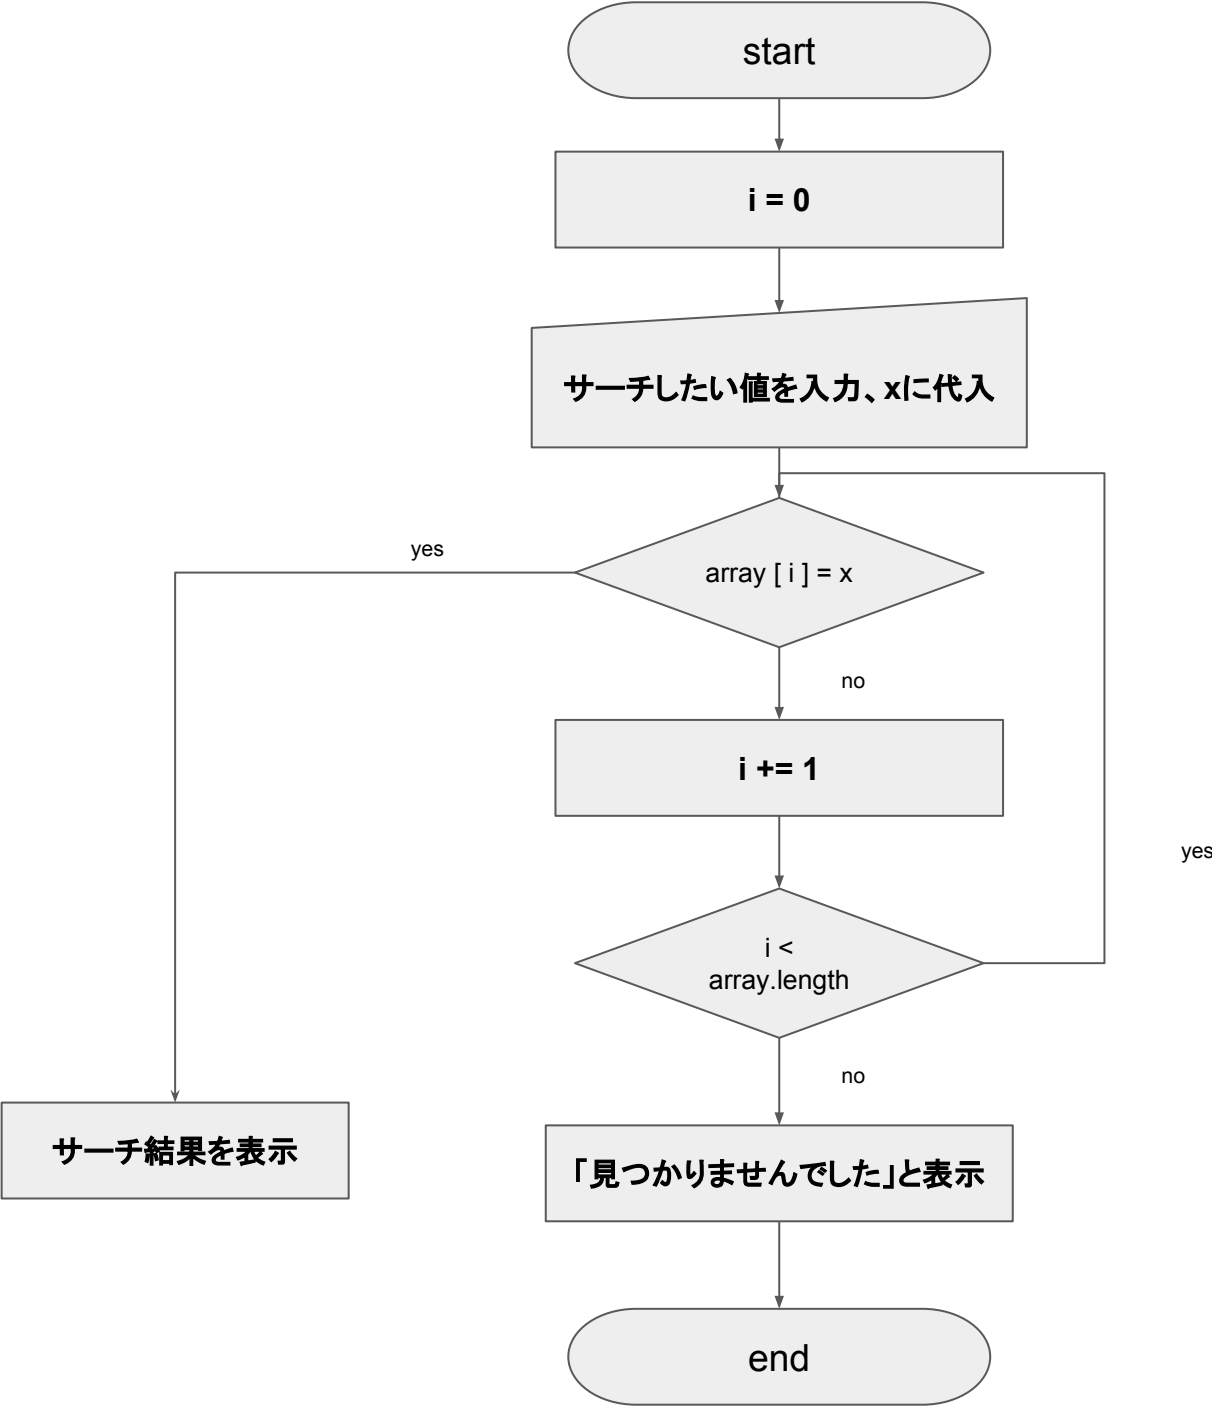 start
i = 0
サーチしたい値を入力、xに代入
yes
array [ i ] = x
no
i += 1
yes
i <
array.length
no
サーチ結果を表示
「見つかりませんでした」と表示
end